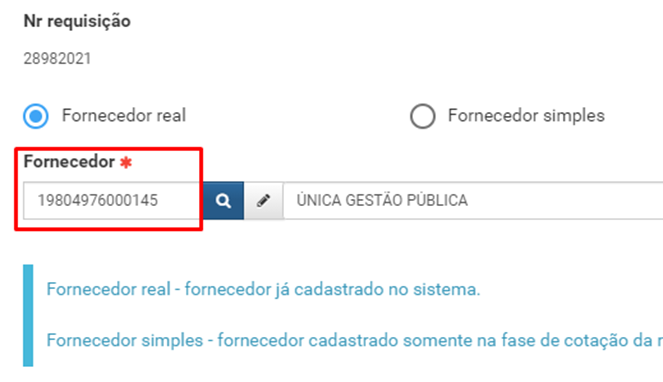 Nr requisição
28982021
Fornecedor real
Fornecedor simples
Fornecedor *
19804976000145
ÚNICA GESTÃO PÚBLICA
Fornecedor real - fornecedor já cadastrado no sistema.
Fornecedor simples - fornecedor cadastrado somente na fase de cotação da